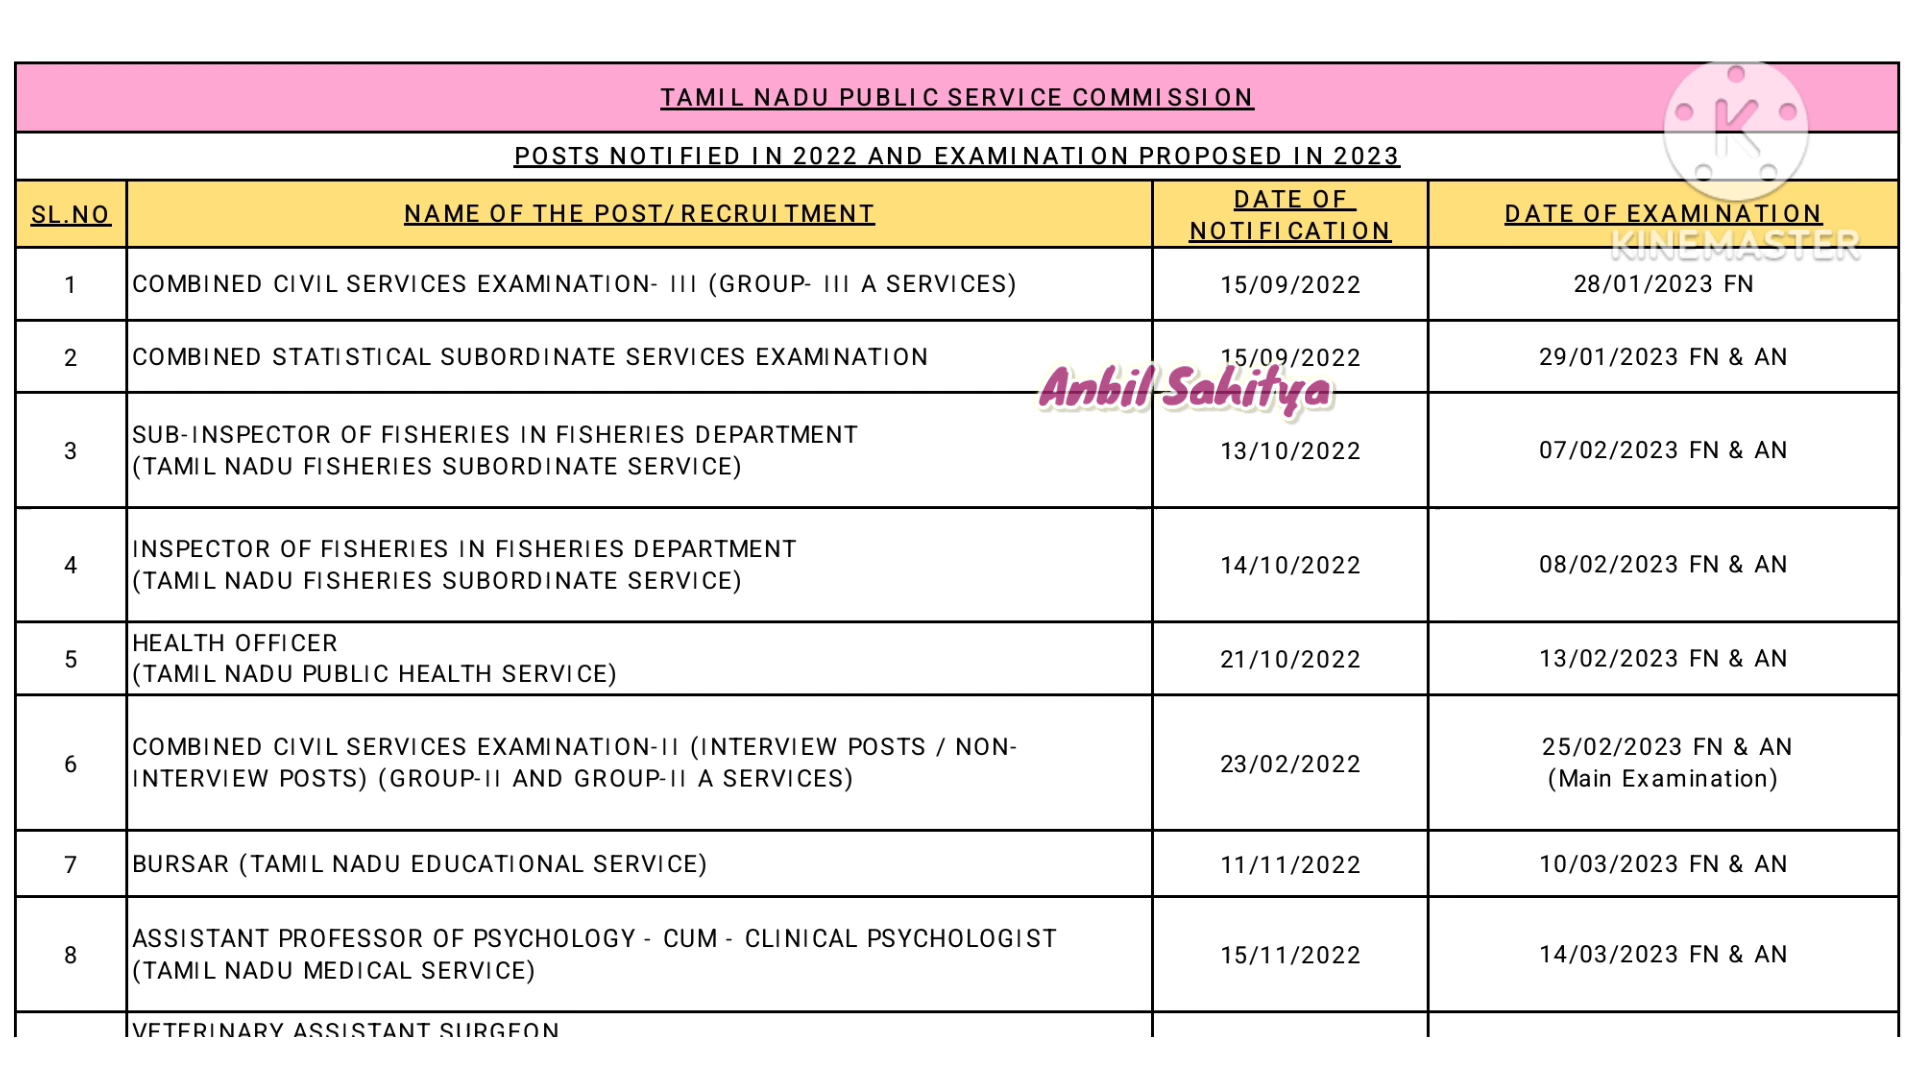 TAMIL NADU PUBLIC SERVICE COMMISSION
POSTS NOTIFIED IN 2022 AND EXAMINATION PROPOSED IN 2023
SL.NO
NAME OF THE POST/RECRUITMENT
DATE OF
NOTIFICATION
DATE OF EXAMINATION
K
KINEMASTER
1
COMBINED CIVIL SERVICES EXAMINATION- III (GROUP- III A SERVICES)
15/09/2022
28/01/2023 FN
2
COMBINED STATISTICAL SUBORDINATE SERVICES EXAMINATION
15/09/2022
29/01/2023 FN & AN
Anbil Sahitya
3
SUB-INSPECTOR OF FISHERIES IN FISHERIES DEPARTMENT
(TAMIL NADU FISHERIES SUBORDINATE SERVICE)
13/10/2022
07/02/2023 FN & AN
4
INSPECTOR OF FISHERIES IN FISHERIES DEPARTMENT
(TAMIL NADU FISHERIES SUBORDINATE SERVICE)
14/10/2022
08/02/2023 FN & AN
5
HEALTH OFFICER
(TAMIL NADU PUBLIC HEALTH SERVICE)
21/10/2022
13/02/2023 FN & AN
6
COMBINED CIVIL SERVICES EXAMINATION-II (INTERVIEW POSTS / NON-
INTERVIEW POSTS) (GROUP-II AND GROUP-II A SERVICES)
23/02/2022
25/02/2023 FN & AN
(Main Examination)
7
BURSAR (TAMIL NADU EDUCATIONAL SERVICE)
11/11/2022
10/03/2023 FN & AN
8
ASSISTANT PROFESSOR OF PSYCHOLOGY - CUM - CLINICAL PSYCHOLOGIST
(TAMIL NADU MEDICAL SERVICE)
15/11/2022
14/03/2023 FN & AN
VETERINARY ASSISTANT SURGEON